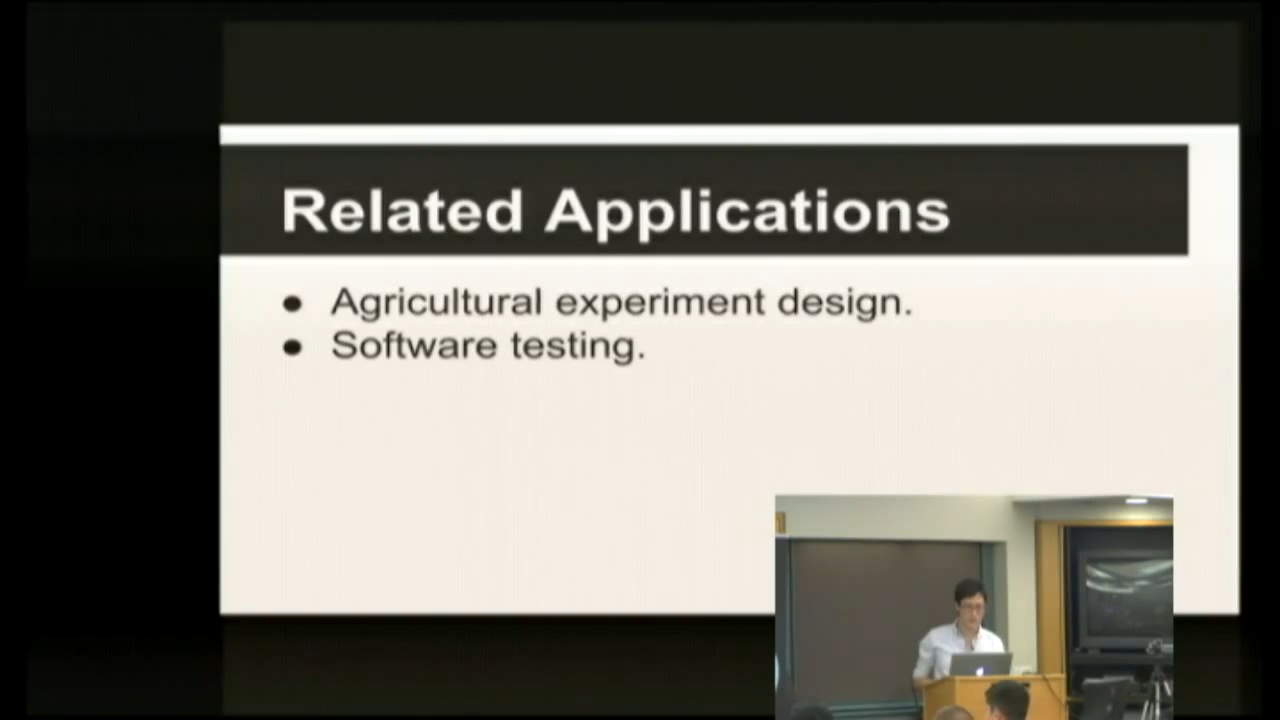 Related Applications
● Agricultural experiment design.
● Software testing.